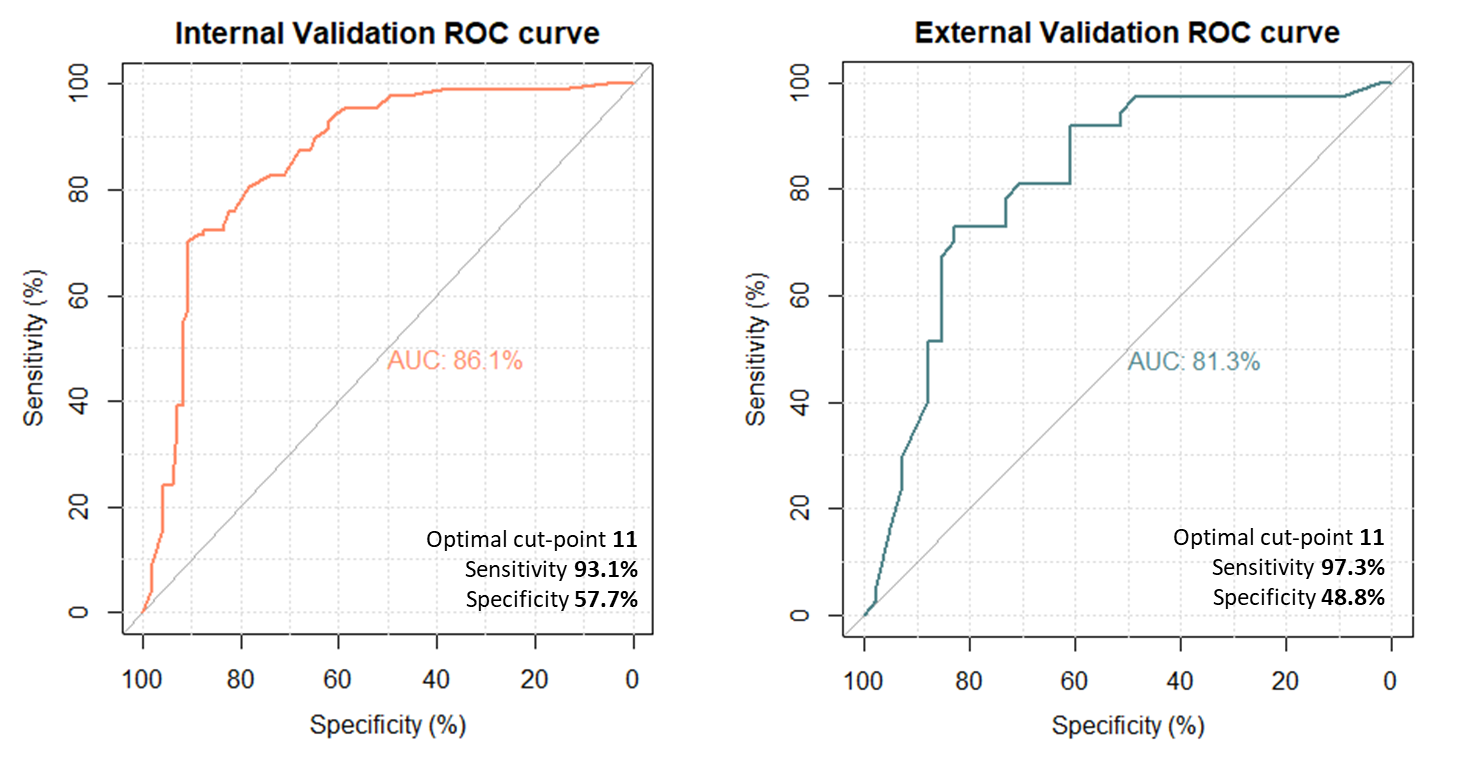 Internal Validation ROC curve
100
80
60
40
20
0
Sensitivity (%)
AUC: 86.1%
Optimal cut-point 11
Sensitivity 93.1%
Specificity 57.7%
100 80 60 40 20 0
Specificity (%)
External Validation ROC curve
100
80
60
40
20
0
Sensitivity (%)
AUC: 81.3%
Optimal cut-point 11
Sensitivity 97.3%
Specificity 48.8%
100 80 60 40 20 0
Specificity (%)